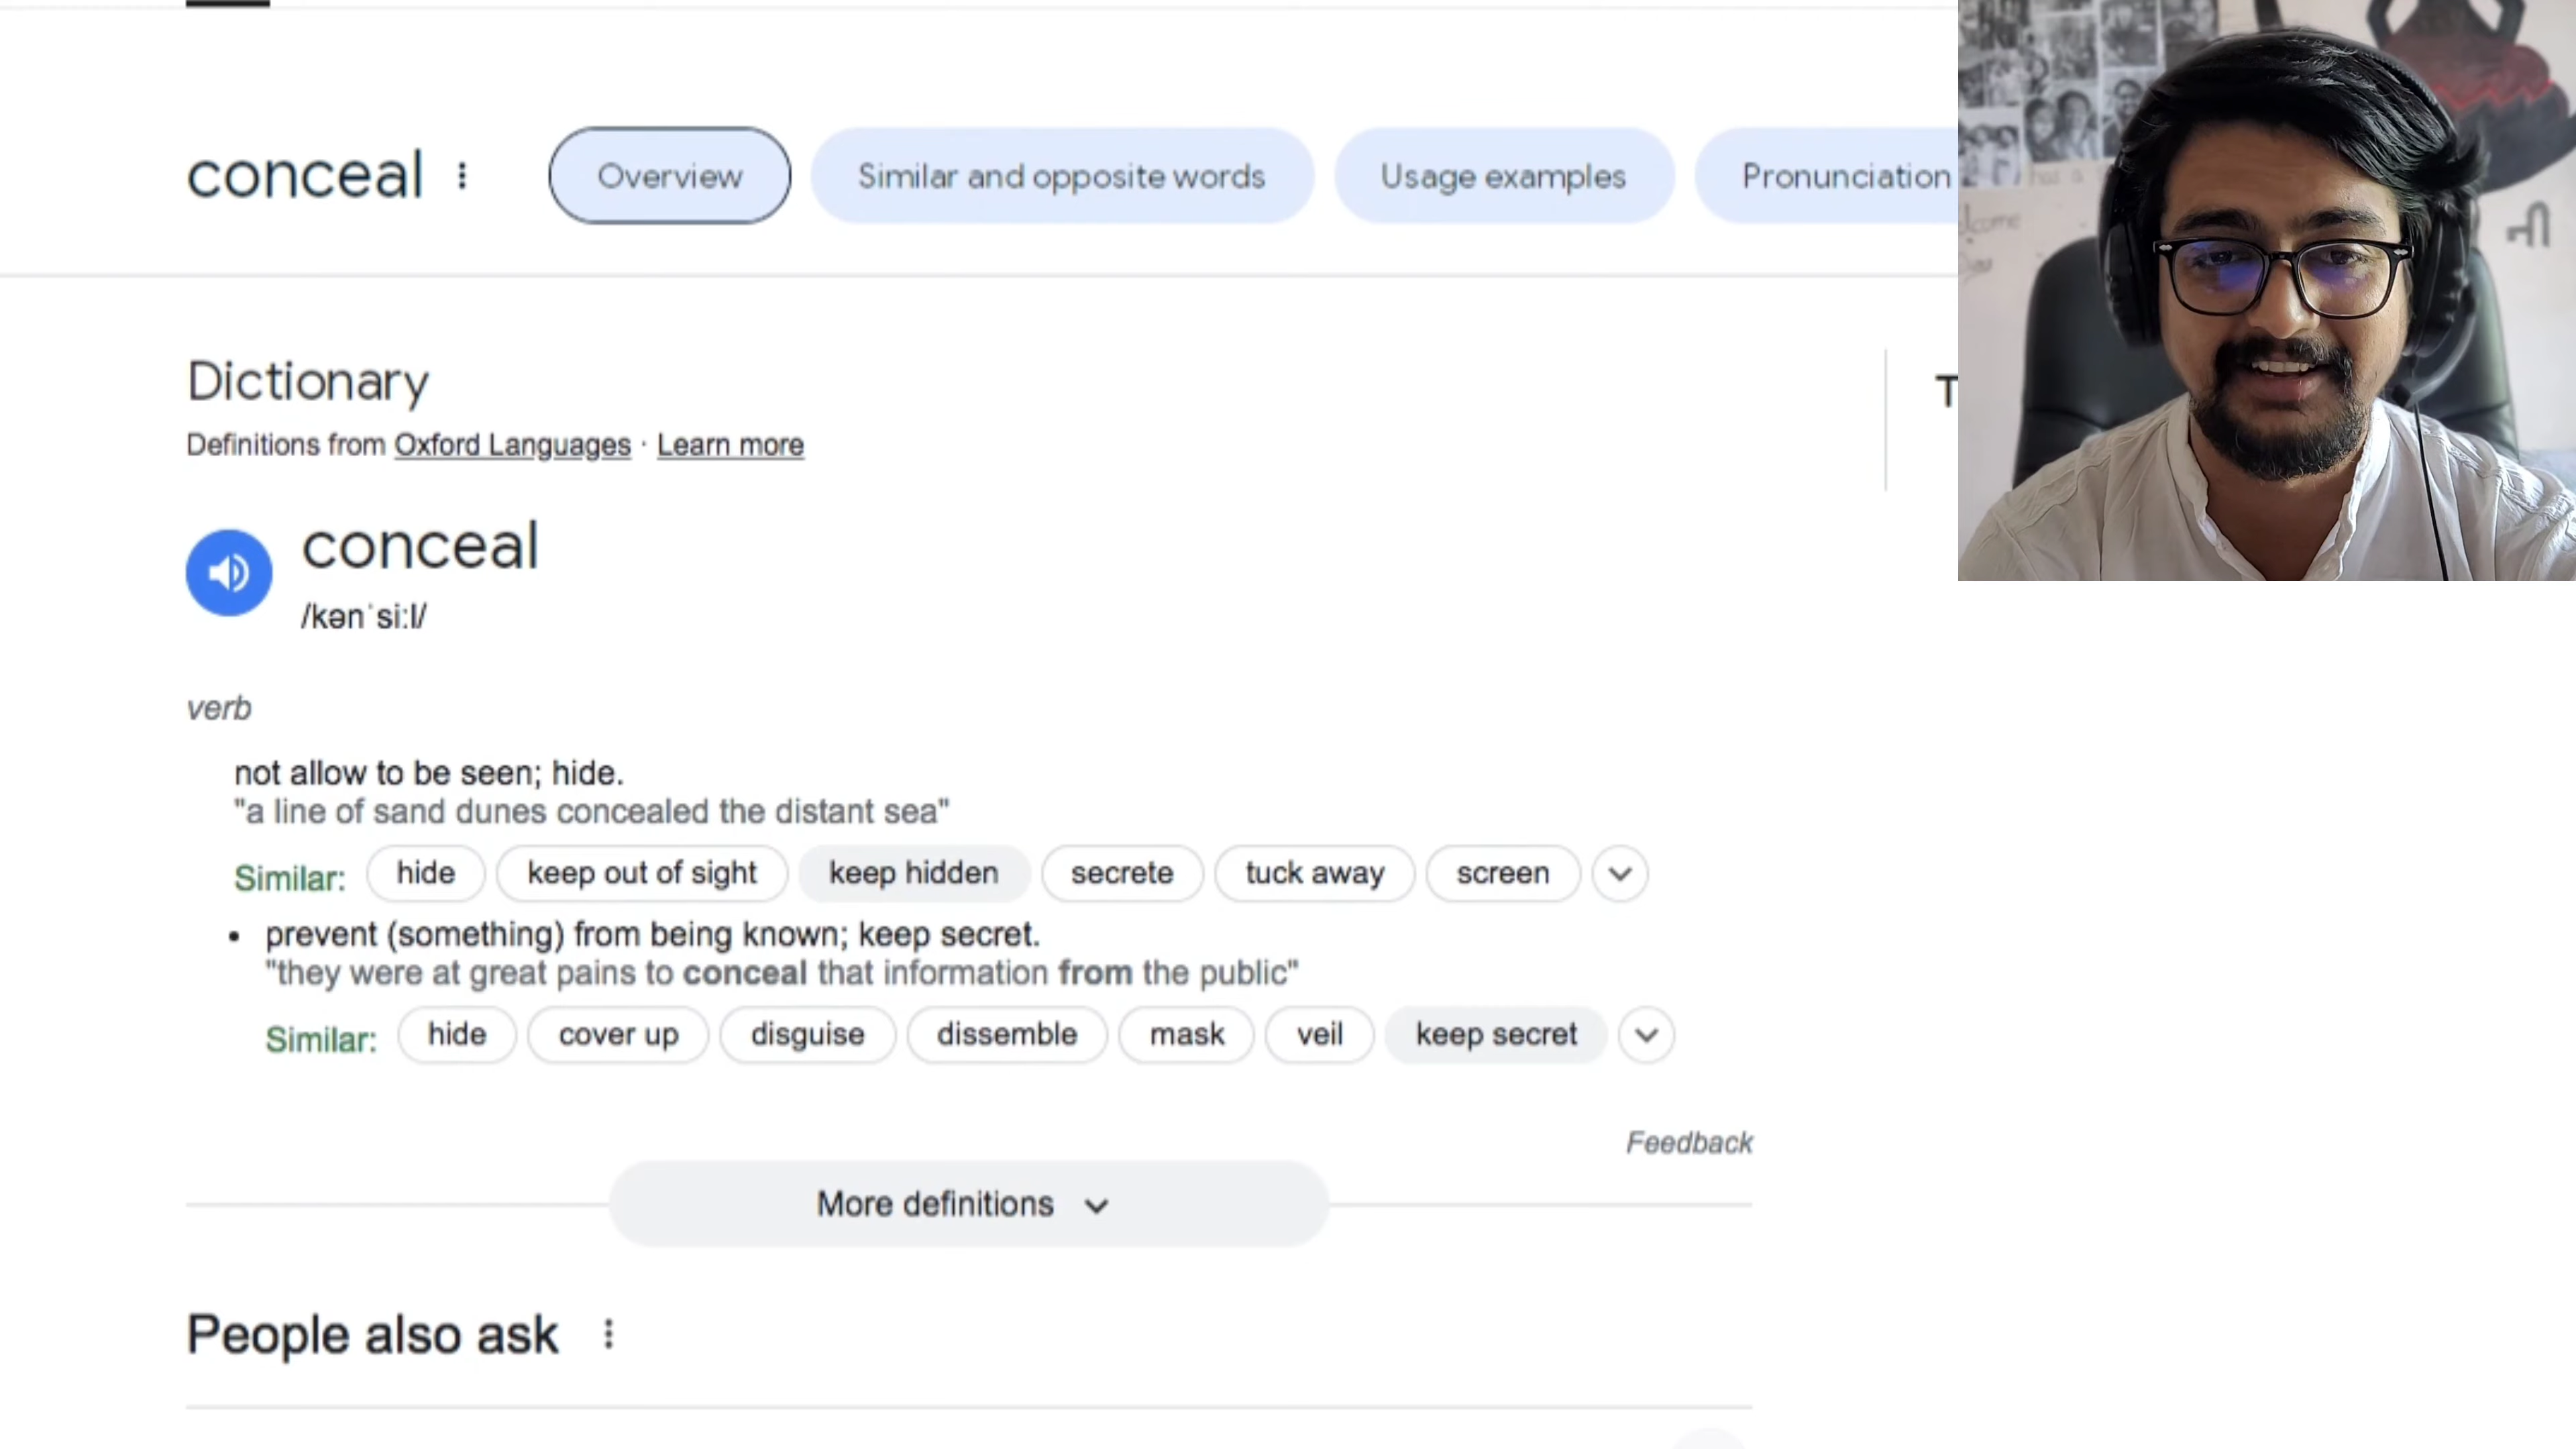 conceal
Overview
Similar and opposite words
Usage examples
Pronunciation
Dictionary
Definitions from Oxford Languages · Learn more
conceal
/kənˈsiːl/
verb
not allow to be seen; hide.
"a line of sand dunes concealed the distant sea"
Similar: hide keep out of sight keep hidden secrete tuck away screen
• prevent (something) from being known; keep secret.
"they were at great pains to conceal that information from the public"
Similar: hide cover up disguise dissemble mask veil keep secret
Feedback
More definitions
People also ask